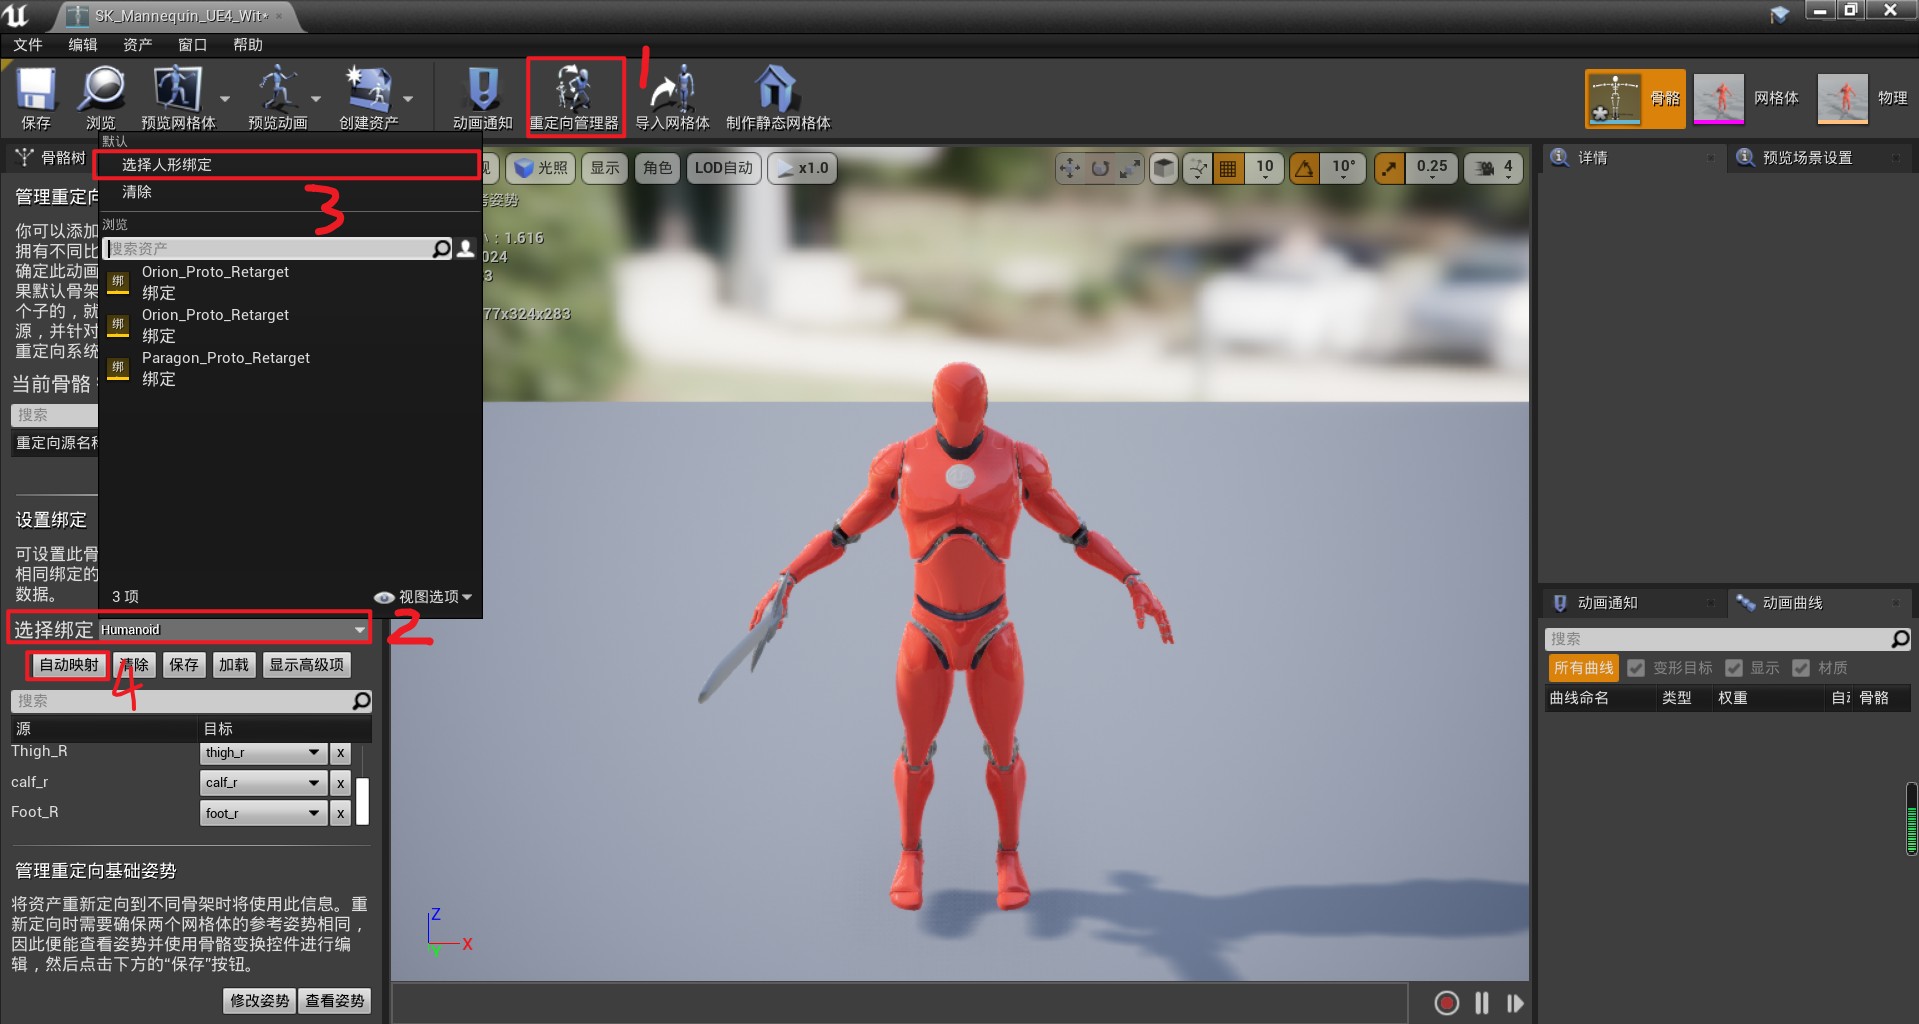 SK_Mannequin_UE4_Wit*
文件 编辑 资产 窗口 帮助
保存 浏览 预览网格体 预览动画 创建资产 动画通知 重定向管理器 导入网格体 制作静态网格体 骨骼 网格体 物理
1
骨骼树
默认
选择人形绑定
清除
3
浏览
搜索资产
Orion_Proto_Retarget
绑定
Orion_Proto_Retarget
绑定
Paragon_Proto_Retarget
绑定
3 项 视图选项
管理重定向
你可以添加
拥有不同比
确定此动画
果默认骨架
个子的，就
源，并针对
重定向系统
当前骨骼：
搜索
重定向源名称
设置绑定
可设置此骨
相同绑定的
数据。
选择绑定 Humanoid
2
自动映射 清除 保存 加载 显示高级项
4
搜索
源 目标
Thigh_R thigh_r x
calf_r calf_r x
Foot_R foot_r x
管理重定向基础姿势
将资产重新定向到不同骨架时将使用此信息。重
新定向时需要确保两个网格体的参考姿势相同，
因此便能查看姿势并使用骨骼变换控件进行编
辑，然后点击下方的“保存”按钮。
修改姿势 查看姿势
视 光照 显示 角色 LOD自动 x1.0 10 10° 0.25 4
考姿势
：1.616
024
3
77x324x283
Z
X
Y
详情 预览场景设置
动画通知 动画曲线
搜索
所有曲线 变形目标 显示 材质
曲线命名 类型 权重 自动 骨骼